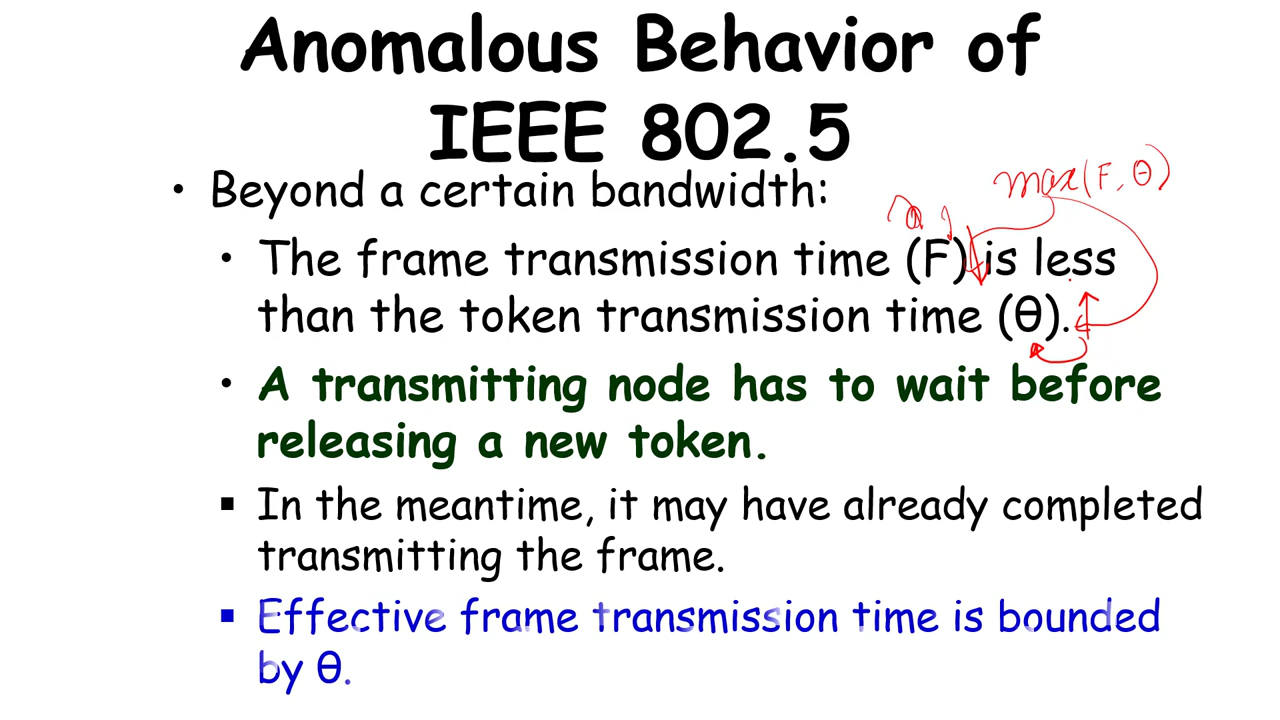 Anomalous Behavior of
IEEE 802.5
max(F, θ)
• Beyond a certain bandwidth:
• The frame transmission time (F) is less
than the token transmission time (θ).
• A transmitting node has to wait before
releasing a new token.
▪ In the meantime, it may have already completed
transmitting the frame.
▪ Effective frame transmission time is bounded
by θ.